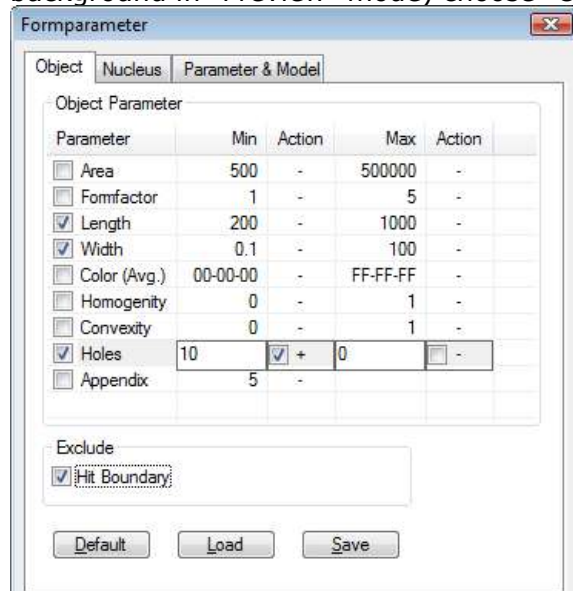 Formparameter
Object Nucleus Parameter & Model
Object Parameter
Parameter Min Action Max Action
Area 500 - 500000 -
Formfactor 1 - 5 -
Length 200 - 1000 -
Width 0.1 - 100 -
Color (Avg.) 00-00-00 - FF-FF-FF -
Homogenity 0 - 1 -
Convexity 0 - 1 -
Holes 10 + 0 -
Appendix 5 -
Exclude
Hit Boundary
Default Load Save